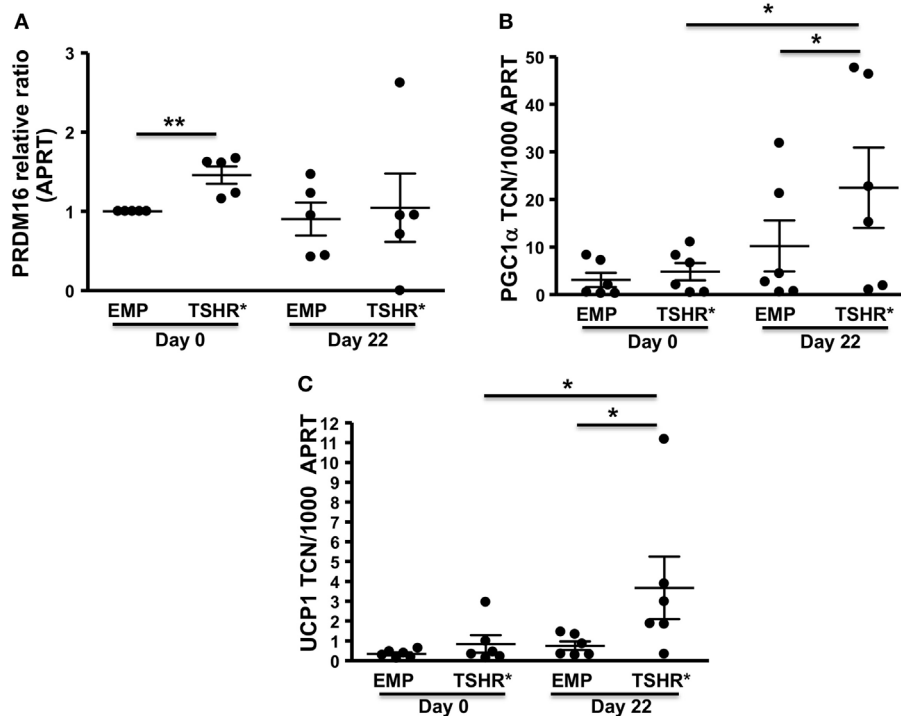 A
PRDM16 relative ratio
(APRT)
3
2
1
0
**
EMP TSHR* EMP TSHR*
Day 0 Day 22
B
PGC1α TCN/1000 APRT
50
40
30
20
10
0
*
*
EMP TSHR* EMP TSHR*
Day 0 Day 22
C
UCP1 TCN/1000 APRT
12
11
10
9
8
7
6
5
4
3
2
1
0
*
*
EMP TSHR* EMP TSHR*
Day 0 Day 22